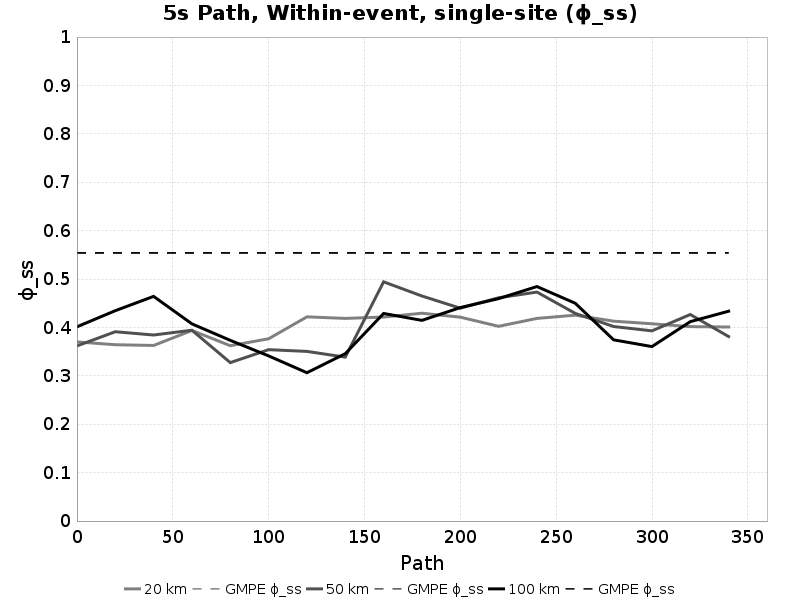 5s Path, Within-event, single-site (ϕ_ss)
1
0.9
0.8
0.7
0.6
0.5
0.4
0.3
0.2
0.1
0
ϕ_ss
0 50 100 150 200 250 300 350
Path
20 km GMPE ϕ_ss 50 km GMPE ϕ_ss 100 km GMPE ϕ_ss